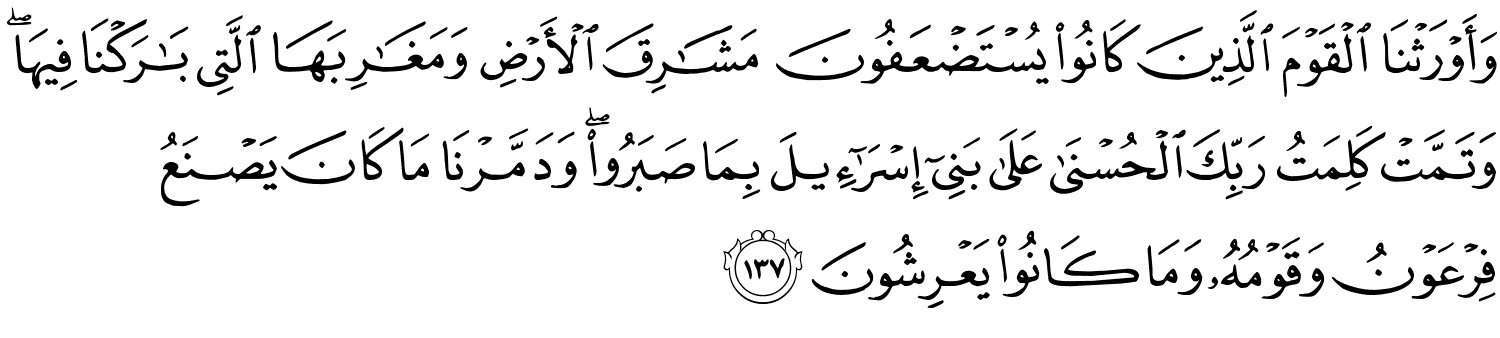 وَأَوْرَثْنَا ٱلْقَوْمَ ٱلَّذِينَ كَانُوا۟ يُسْتَضْعَفُونَ مَشَـٰرِقَ ٱلْأَرْضِ وَمَغَـٰرِبَهَا ٱلَّتِى بَـٰرَكْنَا فِيهَا ۖ
وَتَمَّتْ كَلِمَتُ رَبِّكَ ٱلْحُسْنَىٰ عَلَىٰ بَنِىٓ إِسْرَٰٓءِيلَ بِمَا صَبَرُوا۟ ۖ وَدَمَّرْنَا مَا كَانَ يَصْنَعُ
فِرْعَوْنُ وَقَوْمُهُۥ وَمَا كَانُوا۟ يَعْرِشُونَ ١٣٧